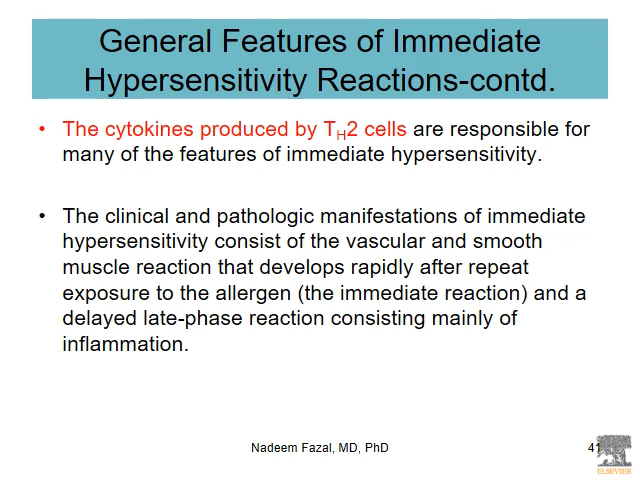 General Features of Immediate
Hypersensitivity Reactions-contd.
• The cytokines produced by TH2 cells are responsible for
many of the features of immediate hypersensitivity.
• The clinical and pathologic manifestations of immediate
hypersensitivity consist of the vascular and smooth
muscle reaction that develops rapidly after repeat
exposure to the allergen (the immediate reaction) and a
delayed late-phase reaction consisting mainly of
inflammation.
Nadeem Fazal, MD, PhD
41
ELSEVIER